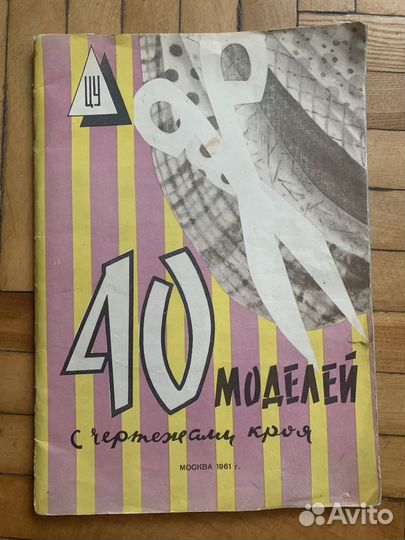 ЦУ
40 МОДЕЛЕЙ
с чертежами кроя
МОСКВА 1961 г.
Avito